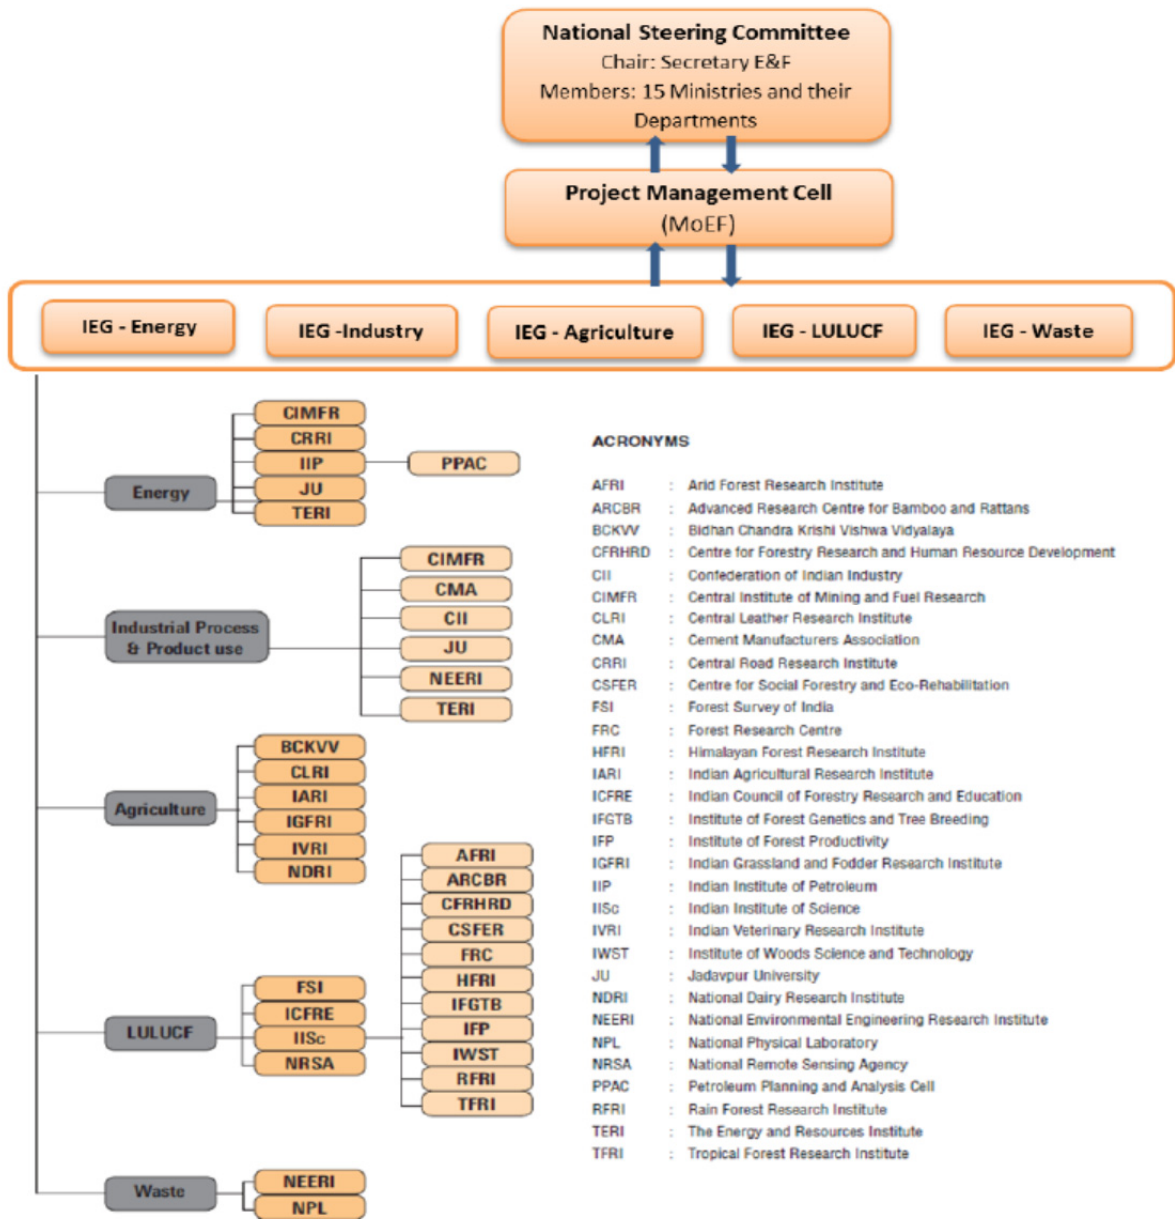 National Steering Committee
Chair: Secretary E&F
Members: 15 Ministries and their
Departments
Project Management Cell
(MoEF)
IEG - Energy
IEG -Industry
IEG - Agriculture
IEG - LULUCF
IEG - Waste
Energy
CIMFR
CRRI
IIP
JU
TERI
PPAC
Industrial Process
& Product use
CIMFR
CMA
CII
JU
NEERI
TERI
Agriculture
BCKVV
CLRI
IARI
IGFRI
IVRI
NDRI
LULUCF
FSI
ICFRE
IISc
NRSA
AFRI
ARCBR
CFRHRD
CSFER
FRC
HFRI
IFGTB
IFP
IWST
RFRI
TFRI
Waste
NEERI
NPL
ACRONYMS
AFRI : Arid Forest Research Institute
ARCBR : Advanced Research Centre for Bamboo and Rattans
BCKVV : Bidhan Chandra Krishi Vishwa Vidyalaya
CFRHRD : Centre for Forestry Research and Human Resource Development
CII : Confederation of Indian Industry
CIMFR : Central Institute of Mining and Fuel Research
CLRI : Central Leather Research Institute
CMA : Cement Manufacturers Association
CRRI : Central Road Research Institute
CSFER : Centre for Social Forestry and Eco-Rehabilitation
FSI : Forest Survey of India
FRC : Forest Research Centre
HFRI : Himalayan Forest Research Institute
IARI : Indian Agricultural Research Institute
ICFRE : Indian Council of Forestry Research and Education
IFGTB : Institute of Forest Genetics and Tree Breeding
IFP : Institute of Forest Productivity
IGFRI : Indian Grassland and Fodder Research Institute
IIP : Indian Institute of Petroleum
IISc : Indian Institute of Science
IVRI : Indian Veterinary Research Institute
IWST : Institute of Woods Science and Technology
JU : Jadavpur University
NDRI : National Dairy Research Institute
NEERI : National Environmental Engineering Research Institute
NPL : National Physical Laboratory
NRSA : National Remote Sensing Agency
PPAC : Petroleum Planning and Analysis Cell
RFRI : Rain Forest Research Institute
TERI : The Energy and Resources Institute
TFRI : Tropical Forest Research Institute